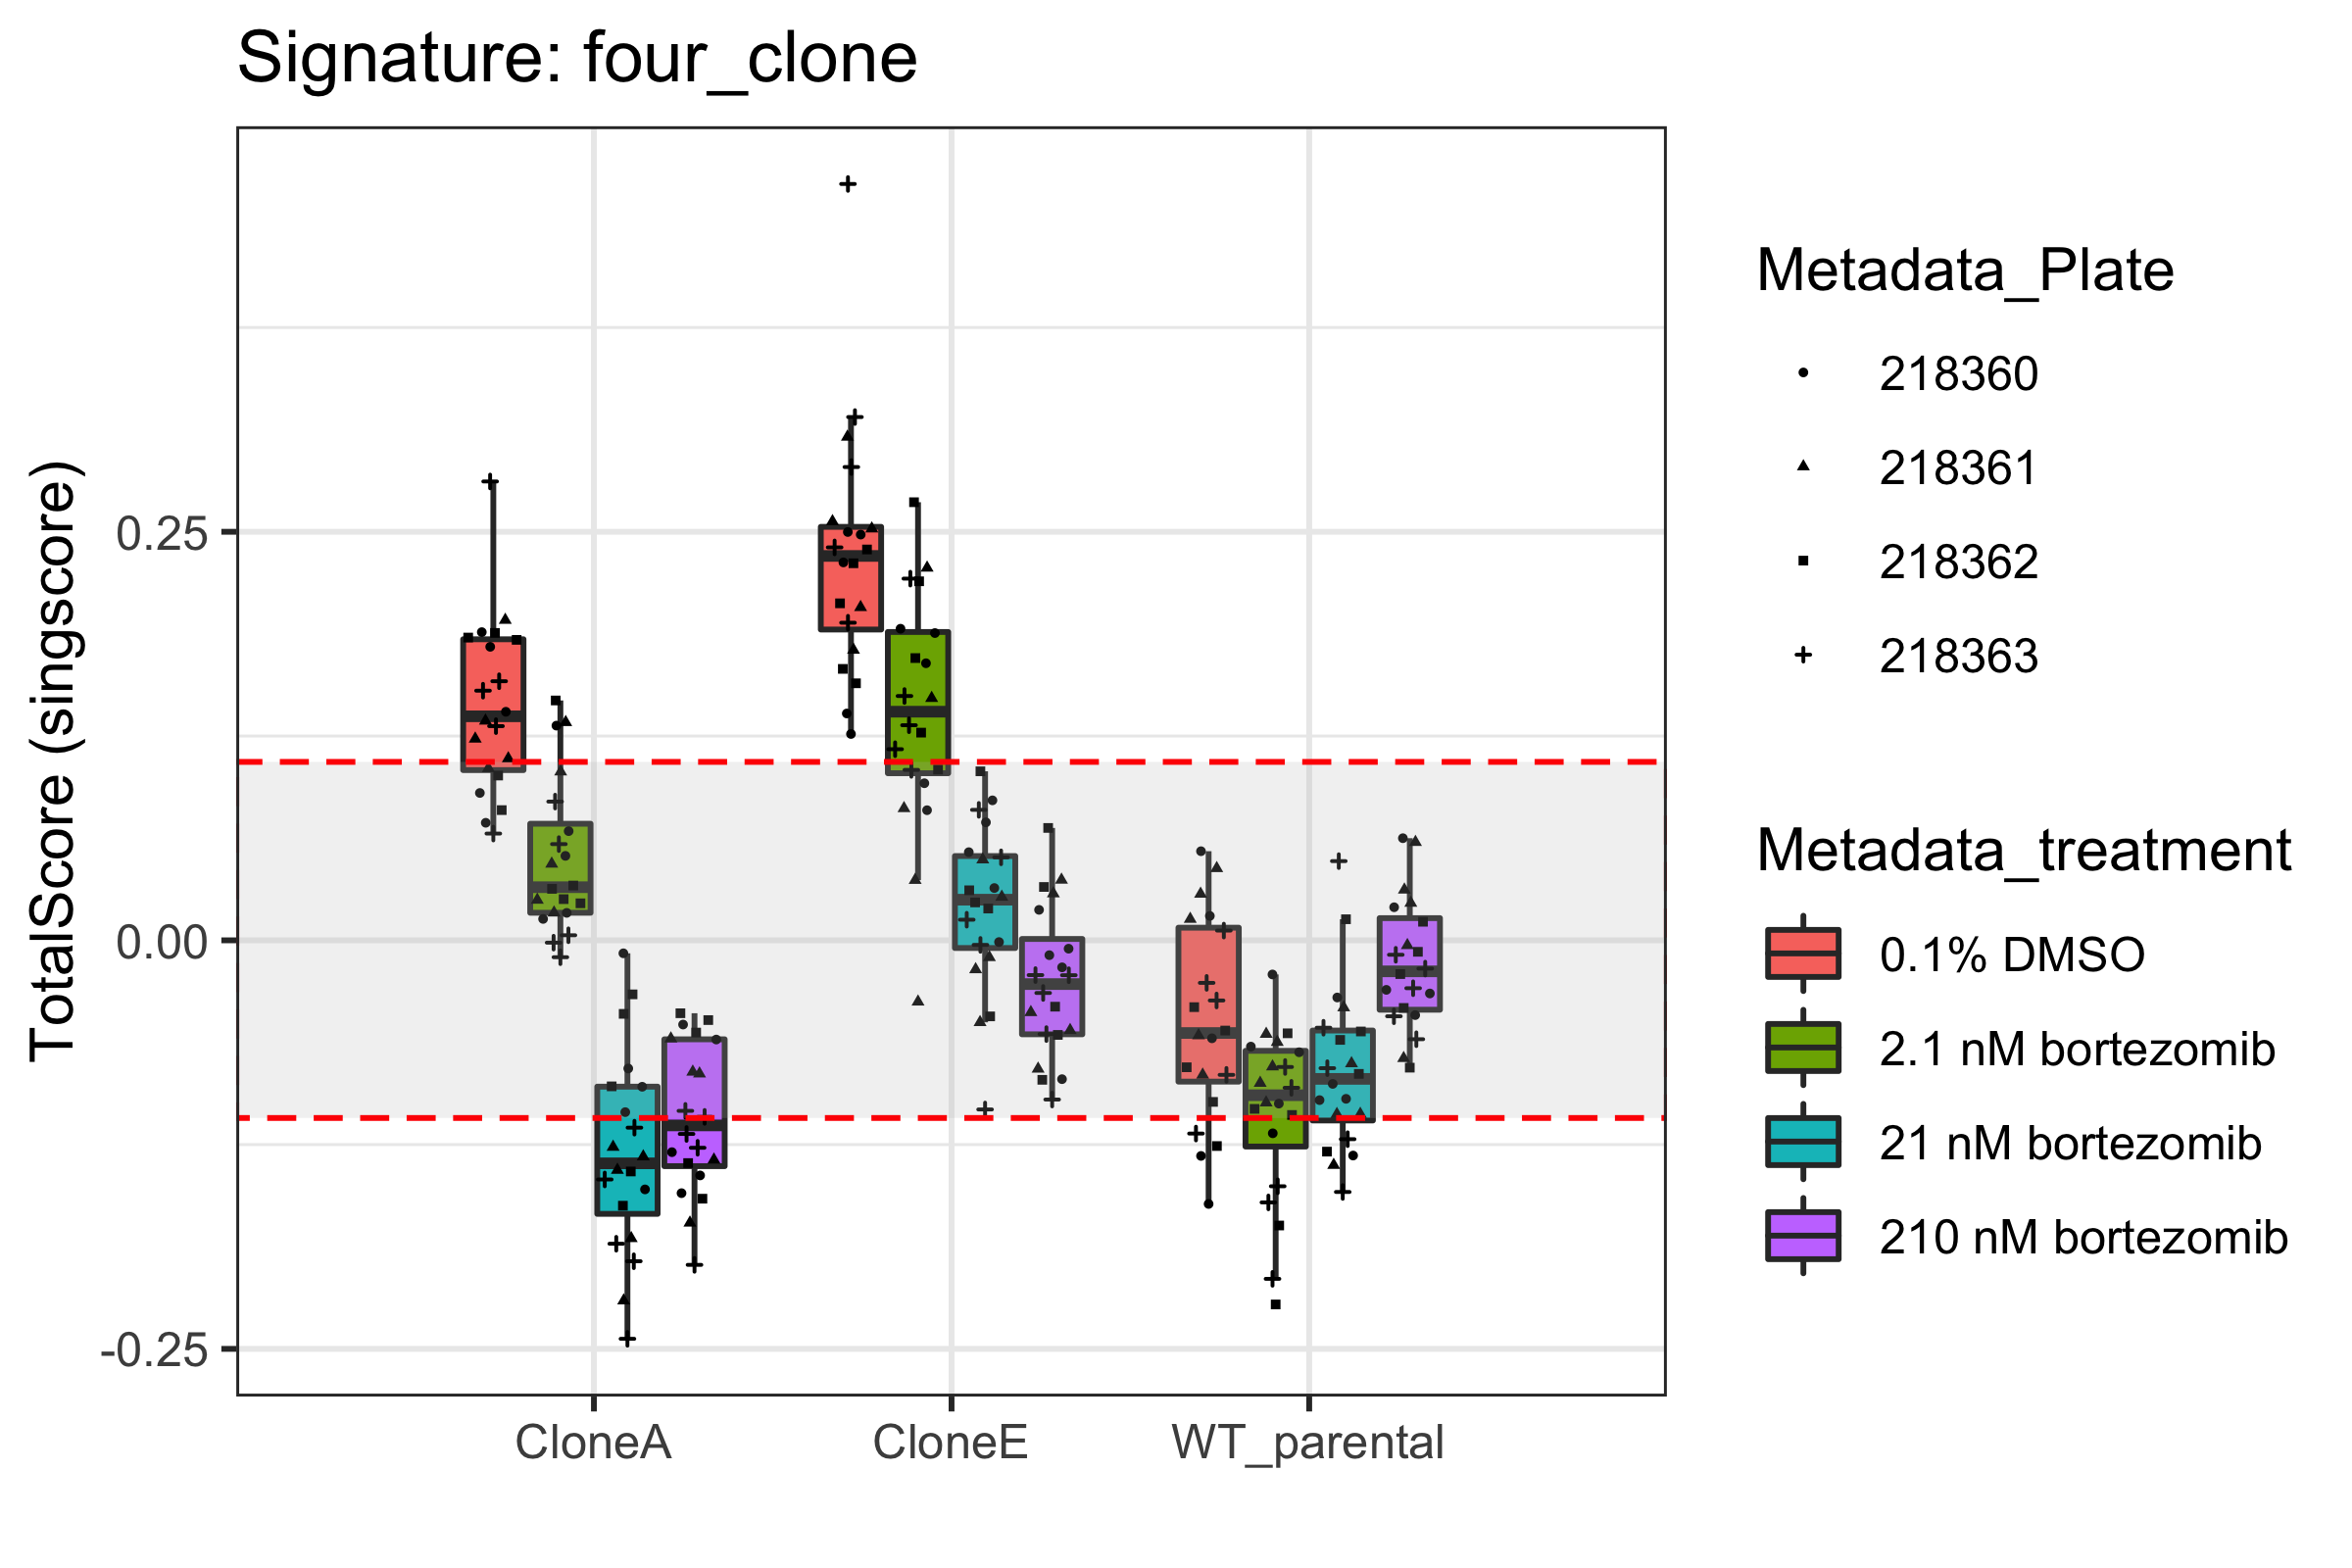 Signature: four_clone
TotalScore (singscore)
0.25
0.00
-0.25
CloneA
CloneE
WT_parental
Metadata_Plate
218360
218361
218362
218363
Metadata_treatment
0.1% DMSO
2.1 nM bortezomib
21 nM bortezomib
210 nM bortezomib